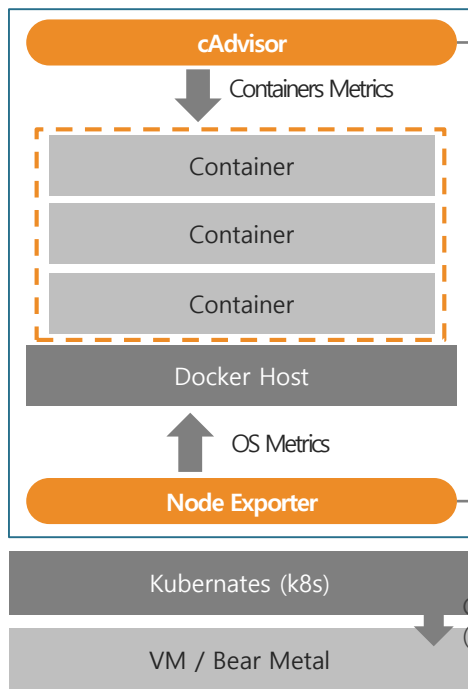 cAdvisor
Containers Metrics
Container
Container
Container
Docker Host
OS Metrics
Node Exporter
Kubernates (k8s)
VM / Bear Metal